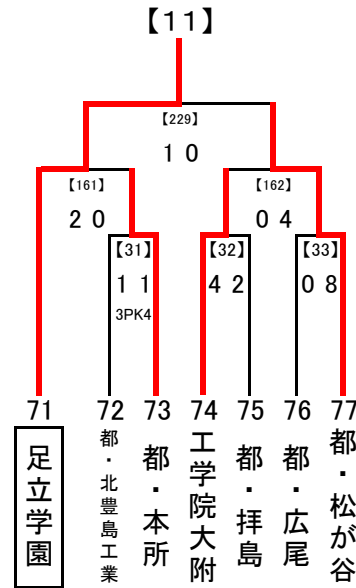 【11】
【229】
1 0
【161】
2 0
【162】
0 4
【31】
1 1
3PK4
【32】
4 2
【33】
0 8
71 72 73 74 75 76 77
足立学園
都・北豊島工業
都・本所
工学院大附
都・拝島
都・広尾
都・松が谷